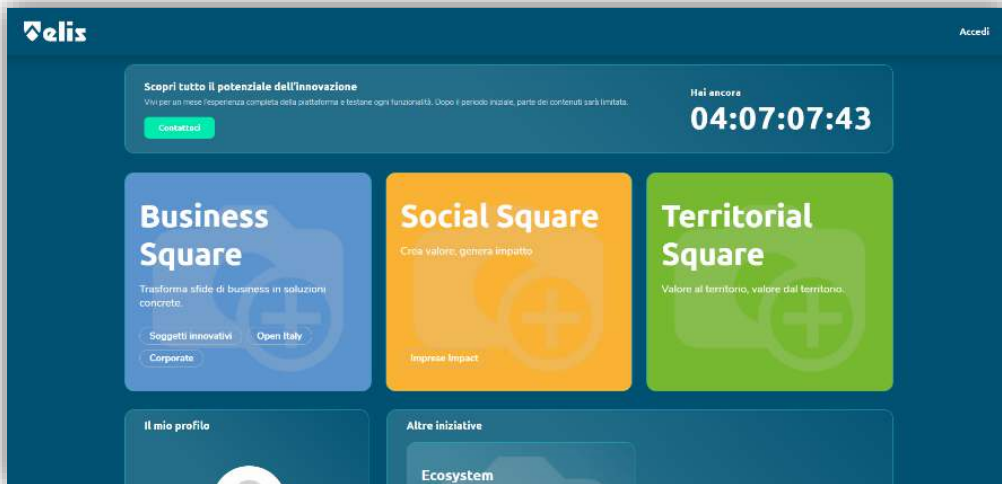 elis
Accedi
Scopri tutto il potenziale dell'innovazione
Vivi per un mese l'esperienza completa della piattaforma e testane ogni funzionalità. Dopo il periodo iniziale, parte dei contenuti sarà limitata.
Contattaci
Hai ancora
04:07:07:43
Business
Square
Trasforma sfide di business in soluzioni
concrete.
Soggetti innovativi
Open Italy
Corporate
Social Square
Crea valore, genera impatto
Imprese Impact
Territorial
Square
Valore al territorio, valore dal territorio.
Il mio profilo
Altre iniziative
Ecosystem